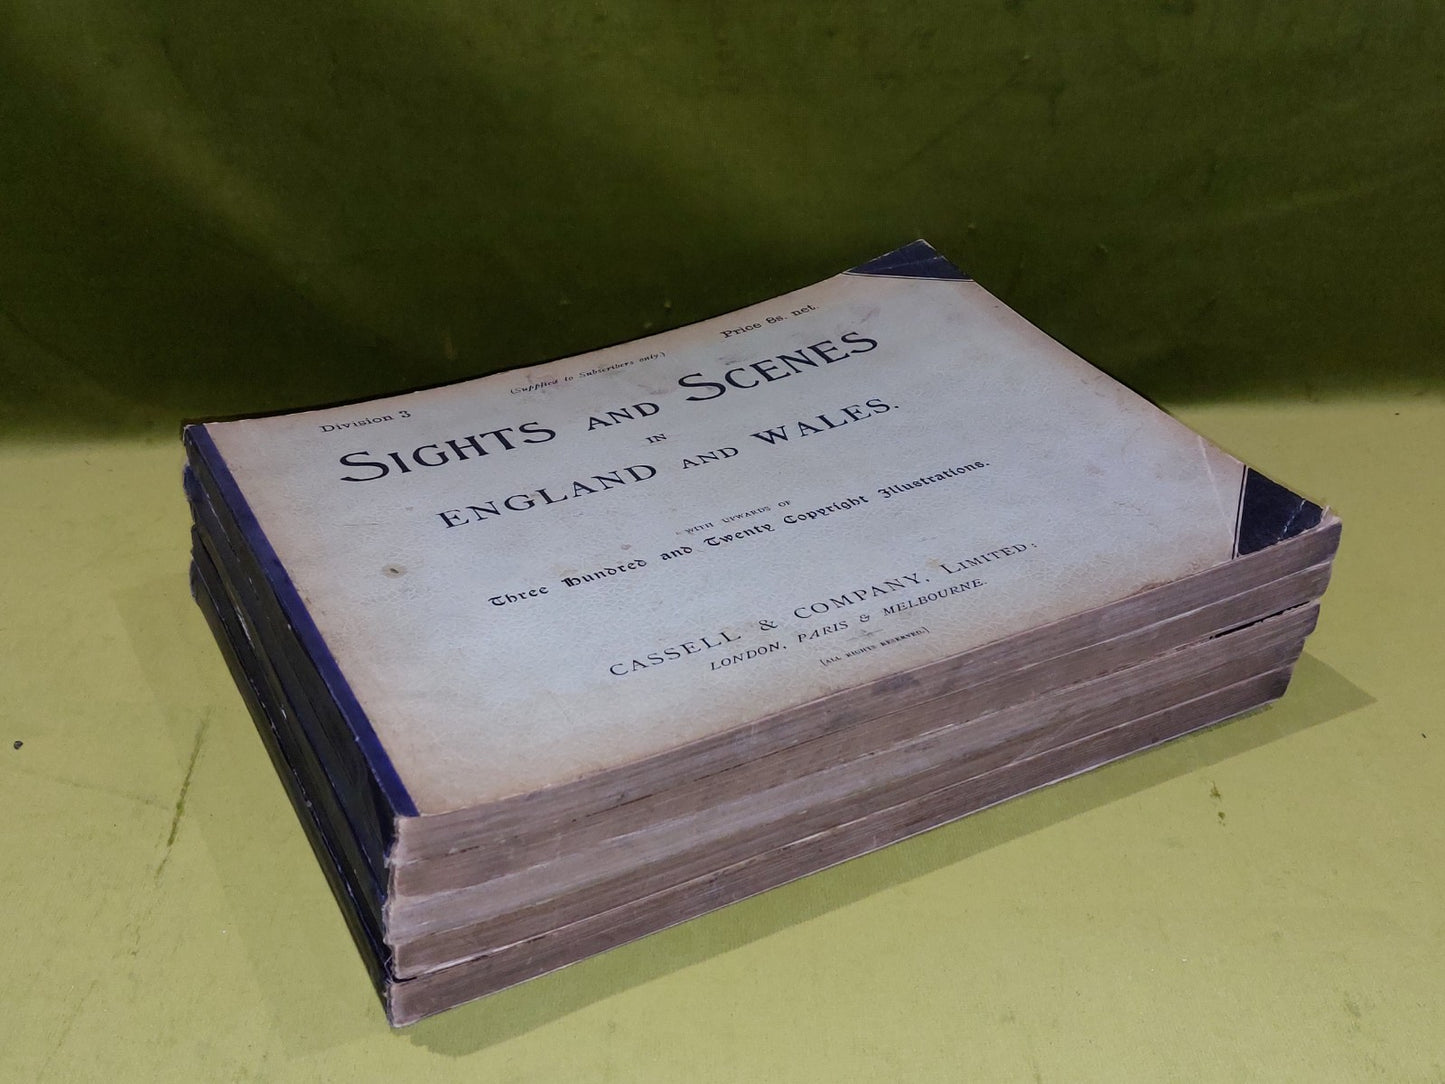 Division 3
(Supplied to Subscribers only.)
Price 8s. net.
SIGHTS AND SCENES
IN
ENGLAND AND WALES.
WITH UPWARDS OF
Three Hundred and Twenty Copyright Illustrations.
CASSELL & COMPANY, LIMITED:
LONDON, PARIS & MELBOURNE.
[ALL RIGHTS RESERVED.]